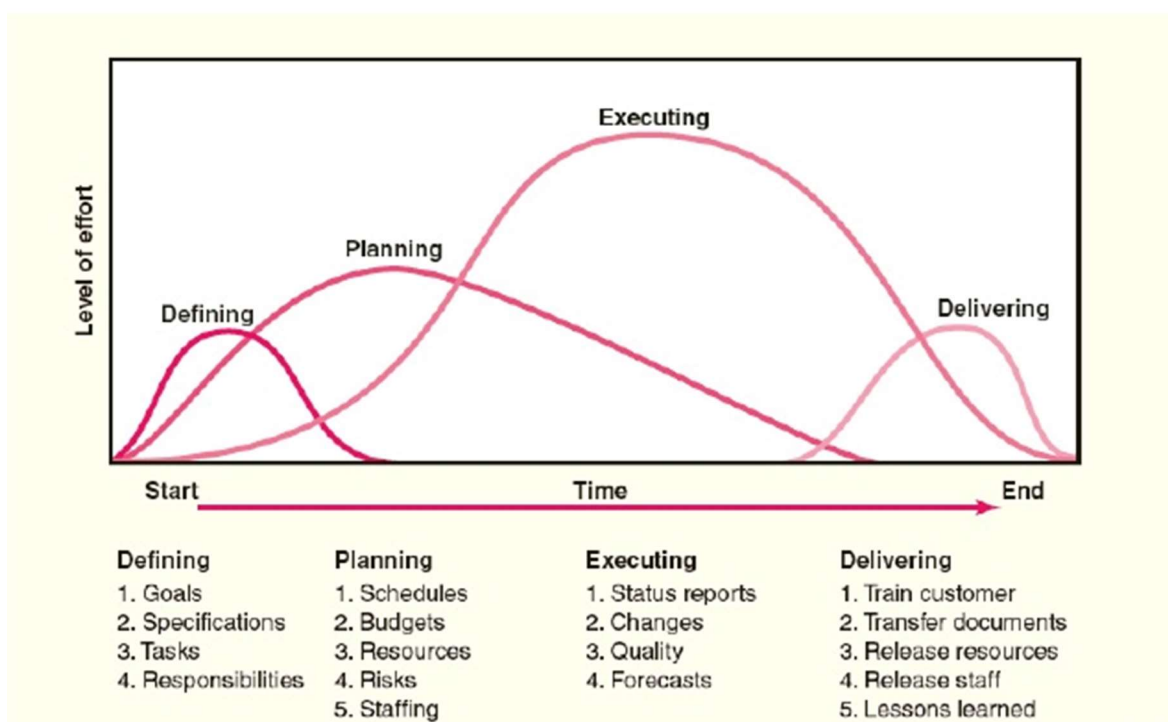 Executing
Planning
Defining
Delivering
Level of effort
Start Time End
Defining
1. Goals
2. Specifications
3. Tasks
4. Responsibilities
Planning
1. Schedules
2. Budgets
3. Resources
4. Risks
5. Staffing
Executing
1. Status reports
2. Changes
3. Quality
4. Forecasts
Delivering
1. Train customer
2. Transfer documents
3. Release resources
4. Release staff
5. Lessons learned